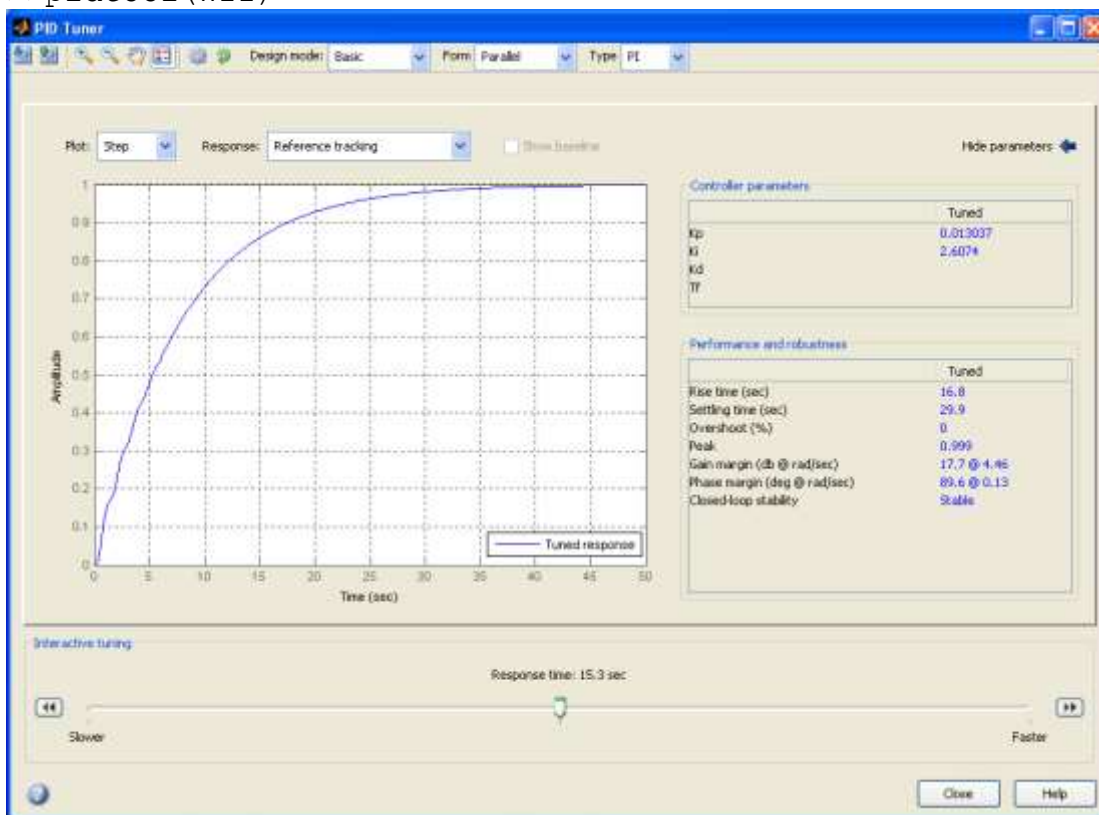 PID Tuner
Design mode: Basic Form: Parallel Type PI
Plot: Step Response: Reference tracking Show baseline Hide parameters
Controller parameters
Tuned
Kp 0.013037
Ki 2.6074
Kd
Tf
Performance and robustness
Tuned
Rise time (sec) 16.8
Settling time (sec) 29.9
Overshoot (%) 0
Peak 0.999
Gain margin (db @ rad/sec) 17.7 @ 4.46
Phase margin (deg @ rad/sec) 89.6 @ 0.13
Closed-loop stability Stable
Amplitude
1
0.9
0.8
0.7
0.6
0.5
0.4
0.3
0.2
0.1
0
0 5 10 15 20 25 30 35 40 45 50
Time (sec)
Tuned response
Interactive tuning
Response time: 15.3 sec
Slower Faster
Close Help